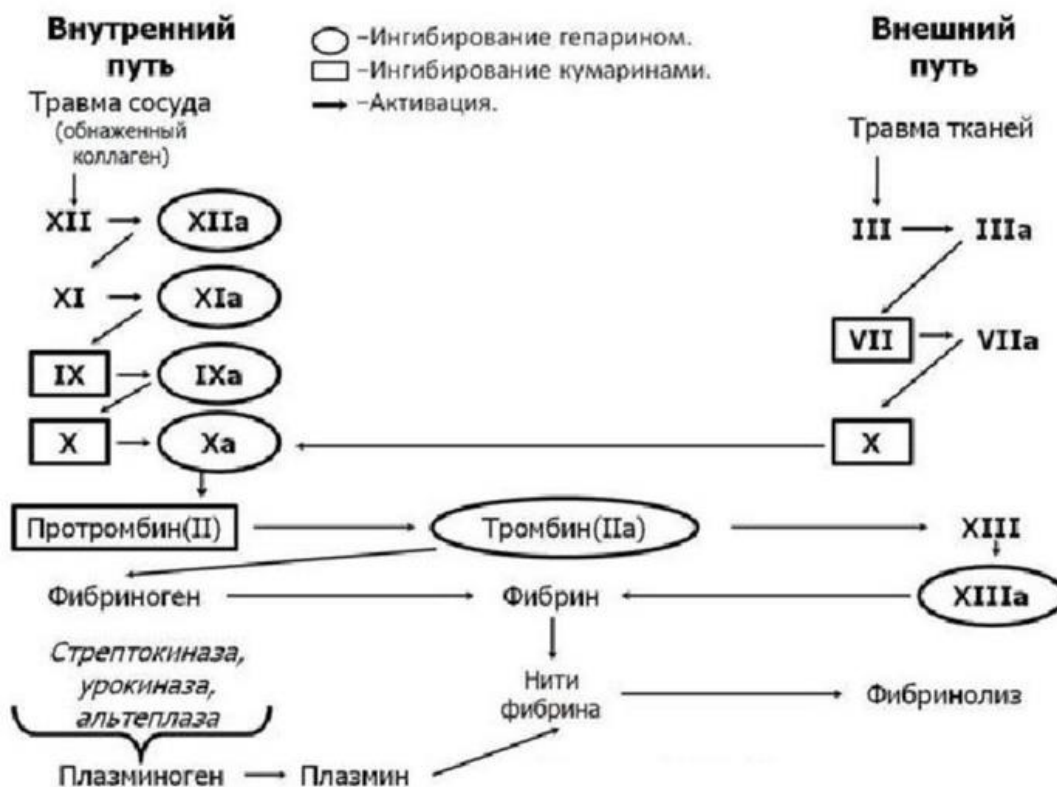 Внутренний
путь
–Ингибирование гепарином.
–Ингибирование кумаринами.
–Активация.
Внешний
путь
Травма сосуда
(обнаженный
коллаген)
Травма тканей
XII XIIa
III IIIa
XI XIa
VII VIIa
IX IXa
X Xa
X
Протромбин(II) Тромбин(IIa) XIII
Фибриноген Фибрин XIIIa
Стрептокиназа,
урокиназа,
альтеплаза
Нити
фибрина
Фибринолиз
Плазминоген Плазмин